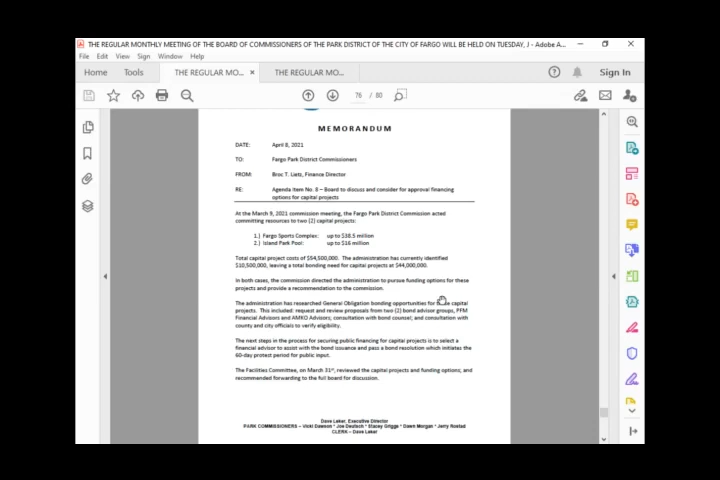 THE REGULAR MONTHLY MEETING OF THE BOARD OF COMMISSIONERS OF THE PARK DISTRICT OF THE CITY OF FARGO WILL BE HELD ON TUESDAY, J - Adobe A...
File Edit View Sign Window Help
Home Tools THE REGULAR MO... × THE REGULAR MO... Sign In
76 / 80
MEMORANDUM
DATE: April 8, 2021
TO: Fargo Park District Commissioners
FROM: Broc T. Lietz, Finance Director
RE: Agenda Item No. 8 – Board to discuss and consider for approval financing
options for capital projects
At the March 9, 2021 commission meeting, the Fargo Park District Commission acted
committing resources to two (2) capital projects:
1.) Fargo Sports Complex: up to $38.5 million
2.) Island Park Pool: up to $16 million
Total capital project costs of $54,500,000. The administration has currently identified
$10,500,000, leaving a total bonding need for capital projects at $44,000,000.
In both cases, the commission directed the administration to pursue funding options for these
projects and provide a recommendation to the commission.
The administration has researched General Obligation bonding opportunities for capital
projects. This included: request and review proposals from two (2) bond advisor groups, PFM
Financial Advisors and AMKO Advisors; consultation with bond counsel; and consultation with
county and city officials to verify eligibility.
The next steps in the process for securing public financing for capital projects is to select a
financial advisor to assist with the bond issuance and pass a bond resolution which initiates the
60-day protest period for public input.
The Facilities Committee, on March 31st, reviewed the capital projects and funding options; and
recommended forwarding to the full board for discussion.
Dave Leker, Executive Director
PARK COMMISSIONERS – Vicki Dawson * Joe Deutsch * Stacey Griggs * Dawn Morgan * Jerry Rostad
CLERK – Dave Leker